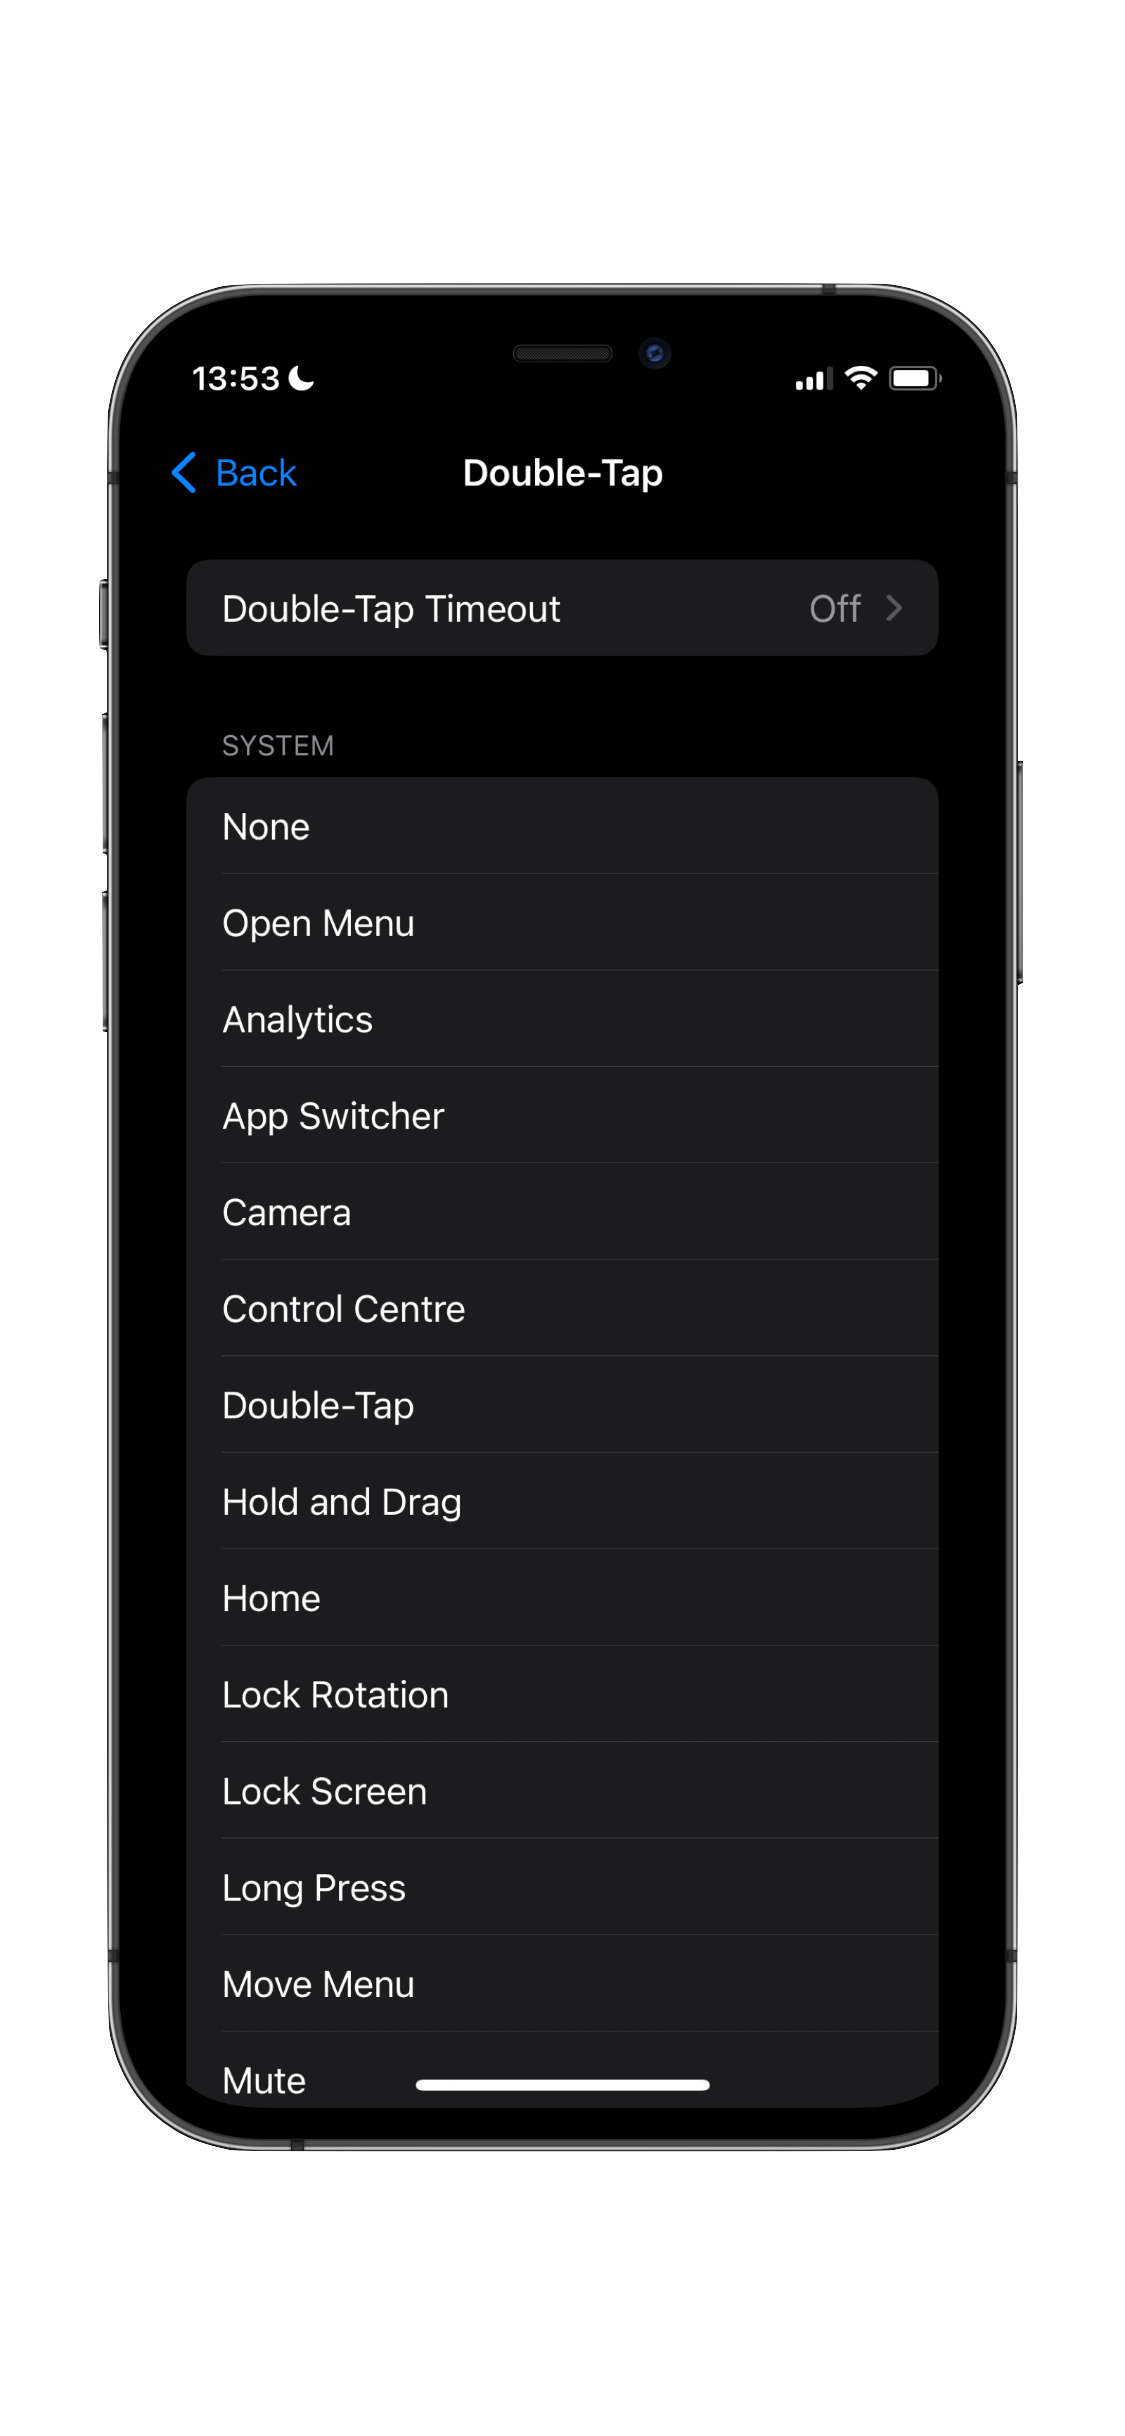 13:53
Back
Double-Tap
Double-Tap Timeout Off
SYSTEM
None
Open Menu
Analytics
App Switcher
Camera
Control Centre
Double-Tap
Hold and Drag
Home
Lock Rotation
Lock Screen
Long Press
Move Menu
Mute